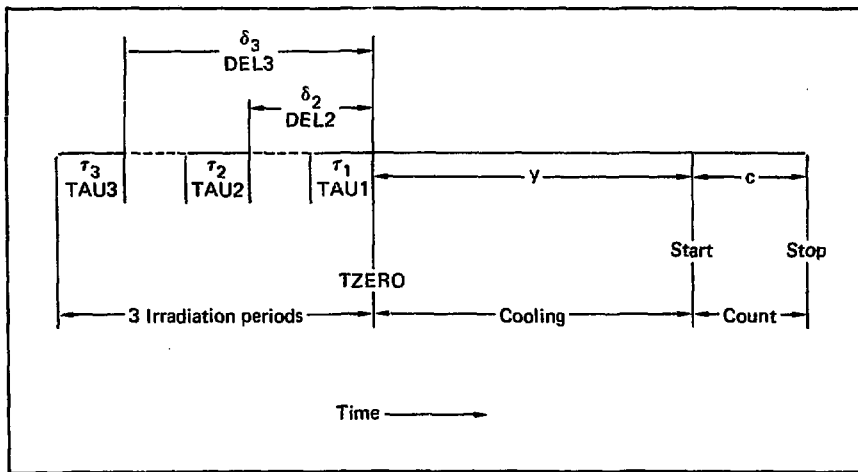 δ3
DEL3
δ2
DEL2
τ3
TAU3
τ2
TAU2
τ1
TAU1
y
c
Start
Stop
TZERO
3 Irradiation periods
Cooling
Count
Time